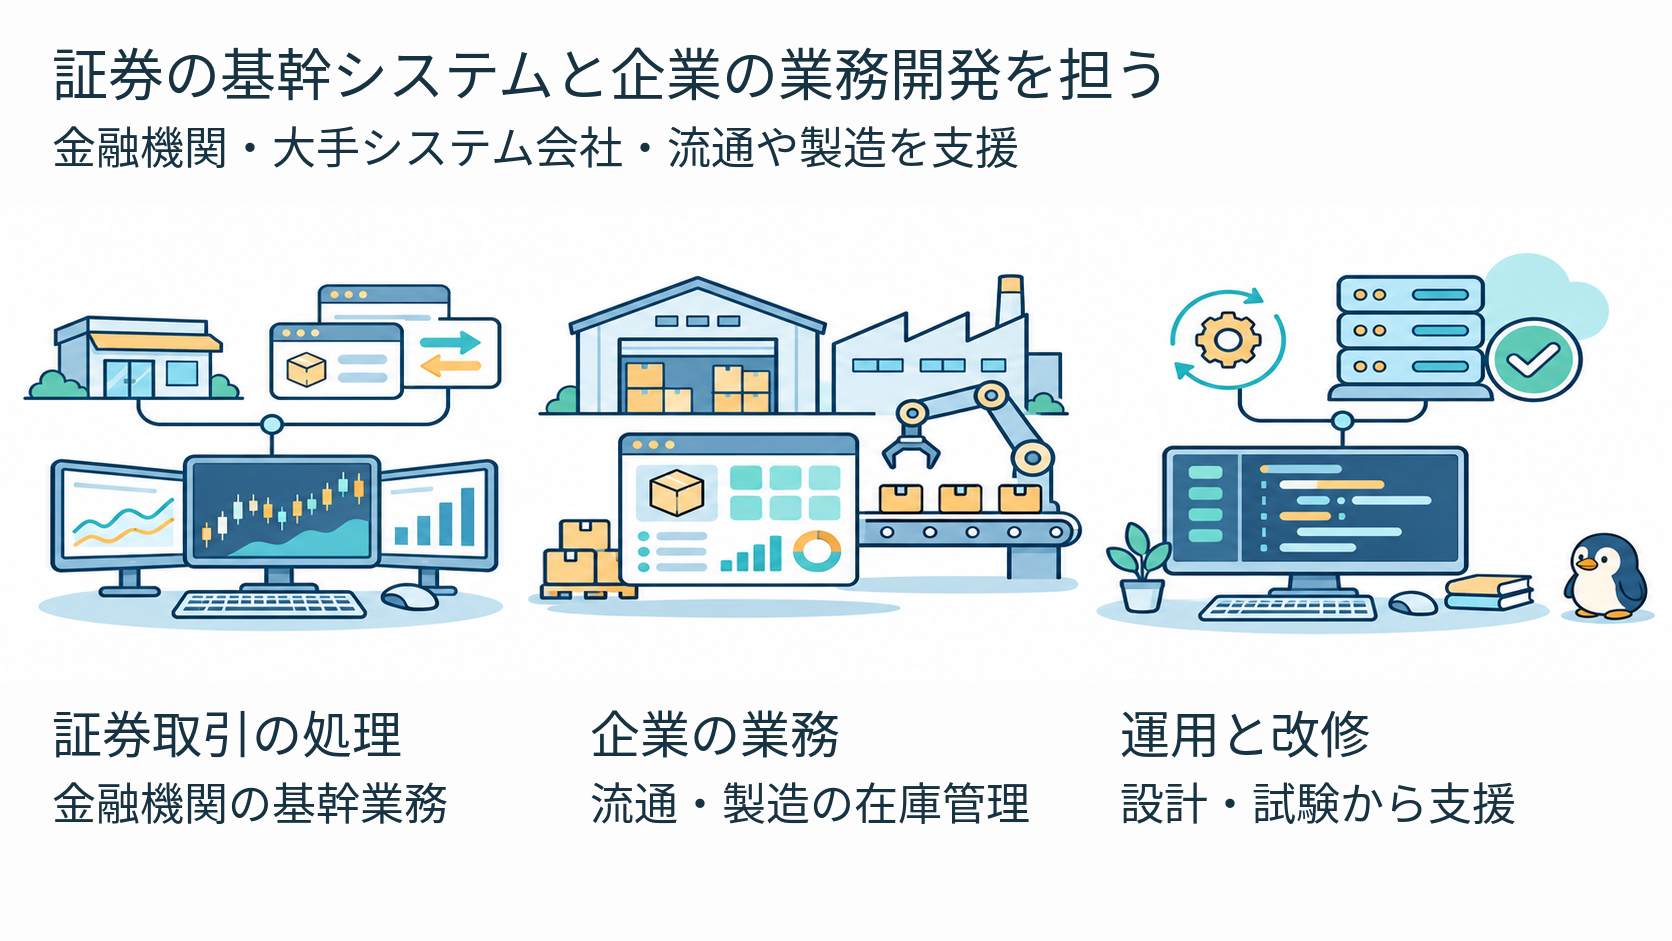 証券の基幹システムと企業の業務開発を担う
金融機関・大手システム会社・流通や製造を支援
証券取引の処理
金融機関の基幹業務
企業の業務
流通・製造の在庫管理
運用と改修
設計・試験から支援